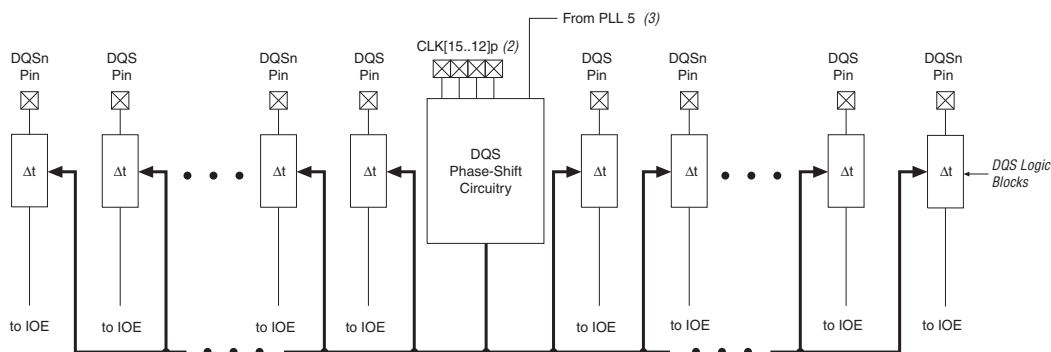 From PLL 5 (3)
CLK[15..12]p (2)
DQSn
Pin
DQS
Pin
DQSn
Pin
DQS
Pin
DQS
Pin
DQSn
Pin
DQS
Pin
DQSn
Pin
Δt
Δt
Δt
Δt
DQS
Phase-Shift
Circuitry
Δt
Δt
Δt
Δt
DQS Logic
Blocks
to IOE
to IOE
to IOE
to IOE
to IOE
to IOE
to IOE
to IOE